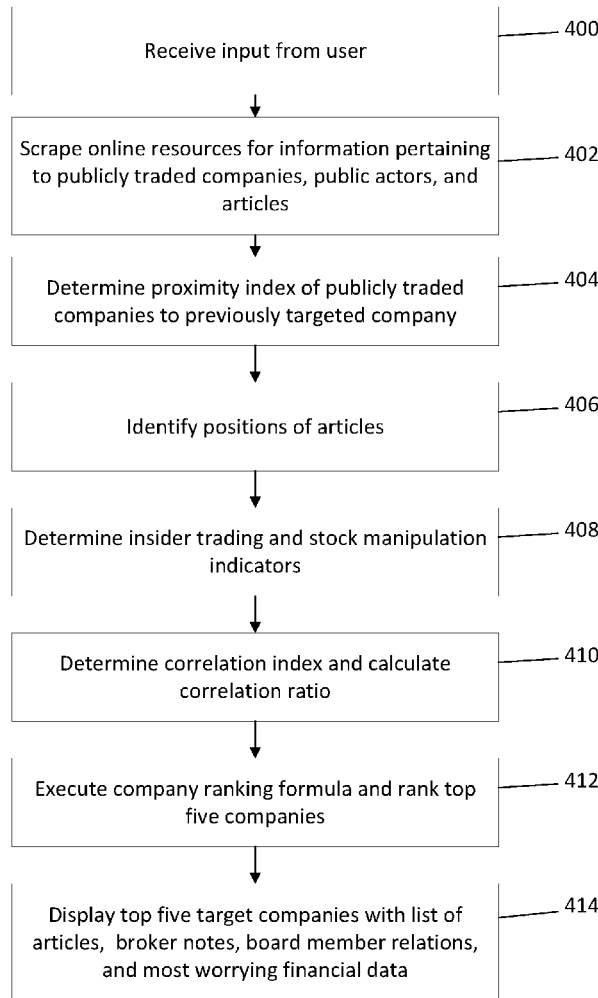 400
Receive input from user
Scrape online resources for information pertaining
402
to publicly traded companies, public actors, and
articles
404
Determine proximity index of publicly traded
companies to previously targeted company
406
Identify positions of articles
408
Determine insider trading and stock manipulation
indicators
410
Determine correlation index and calculate
correlation ratio
412
Execute company ranking formula and rank top
five companies
414
Display top five target companies with list of
articles, broker notes, board member relations,
and most worrying financial data